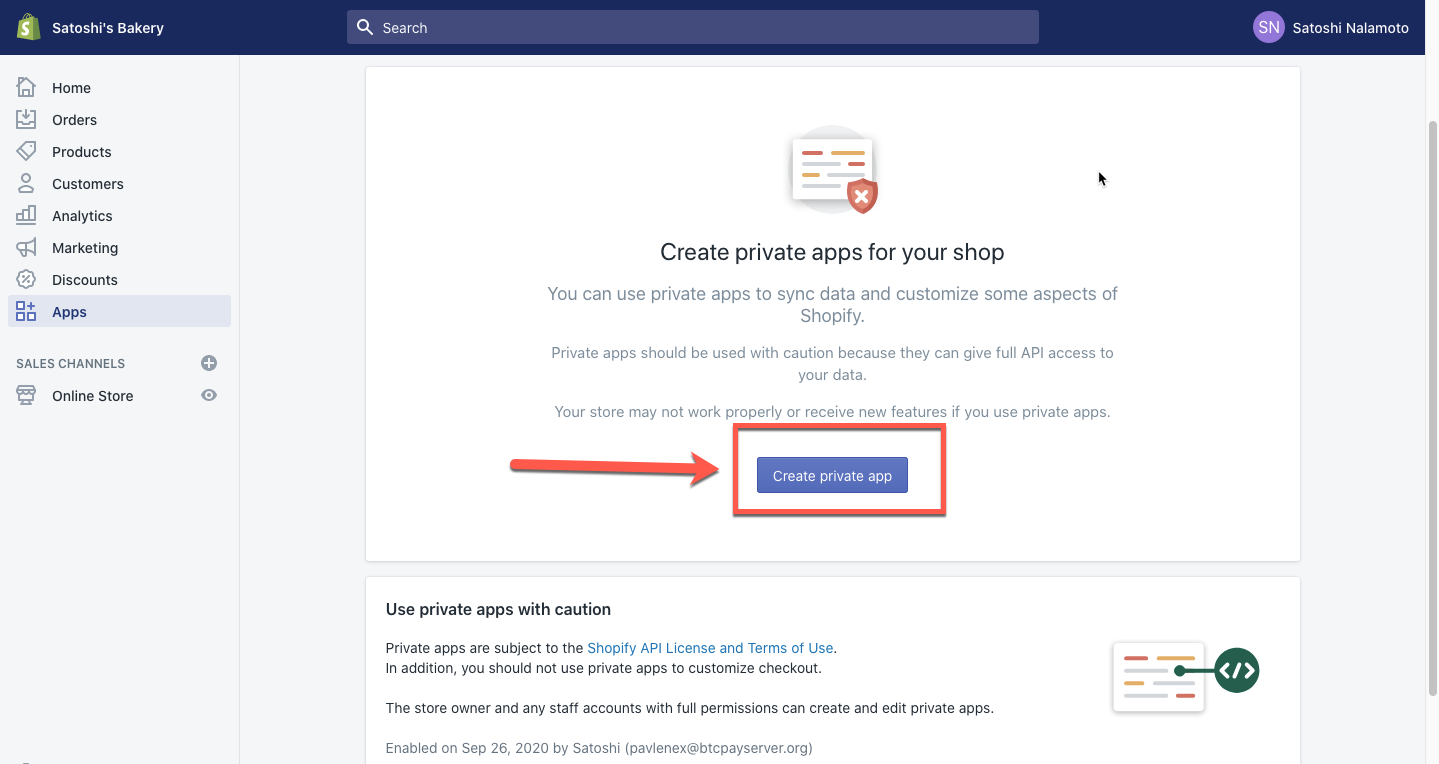 Satoshi's Bakery
Search
SN
Satoshi Nalamoto
Home
Orders
Products
Customers
Analytics
Marketing
Discounts
Apps
SALES CHANNELS
Online Store
Create private apps for your shop
You can use private apps to sync data and customize some aspects of
Shopify.
Private apps should be used with caution because they can give full API access to
your data.
Your store may not work properly or receive new features if you use private apps.
Create private app
Use private apps with caution
Private apps are subject to the Shopify API License and Terms of Use.
In addition, you should not use private apps to customize checkout.
The store owner and any staff accounts with full permissions can create and edit private apps.
Enabled on Sep 26, 2020 by Satoshi (pavlenex@btcpayserver.org)